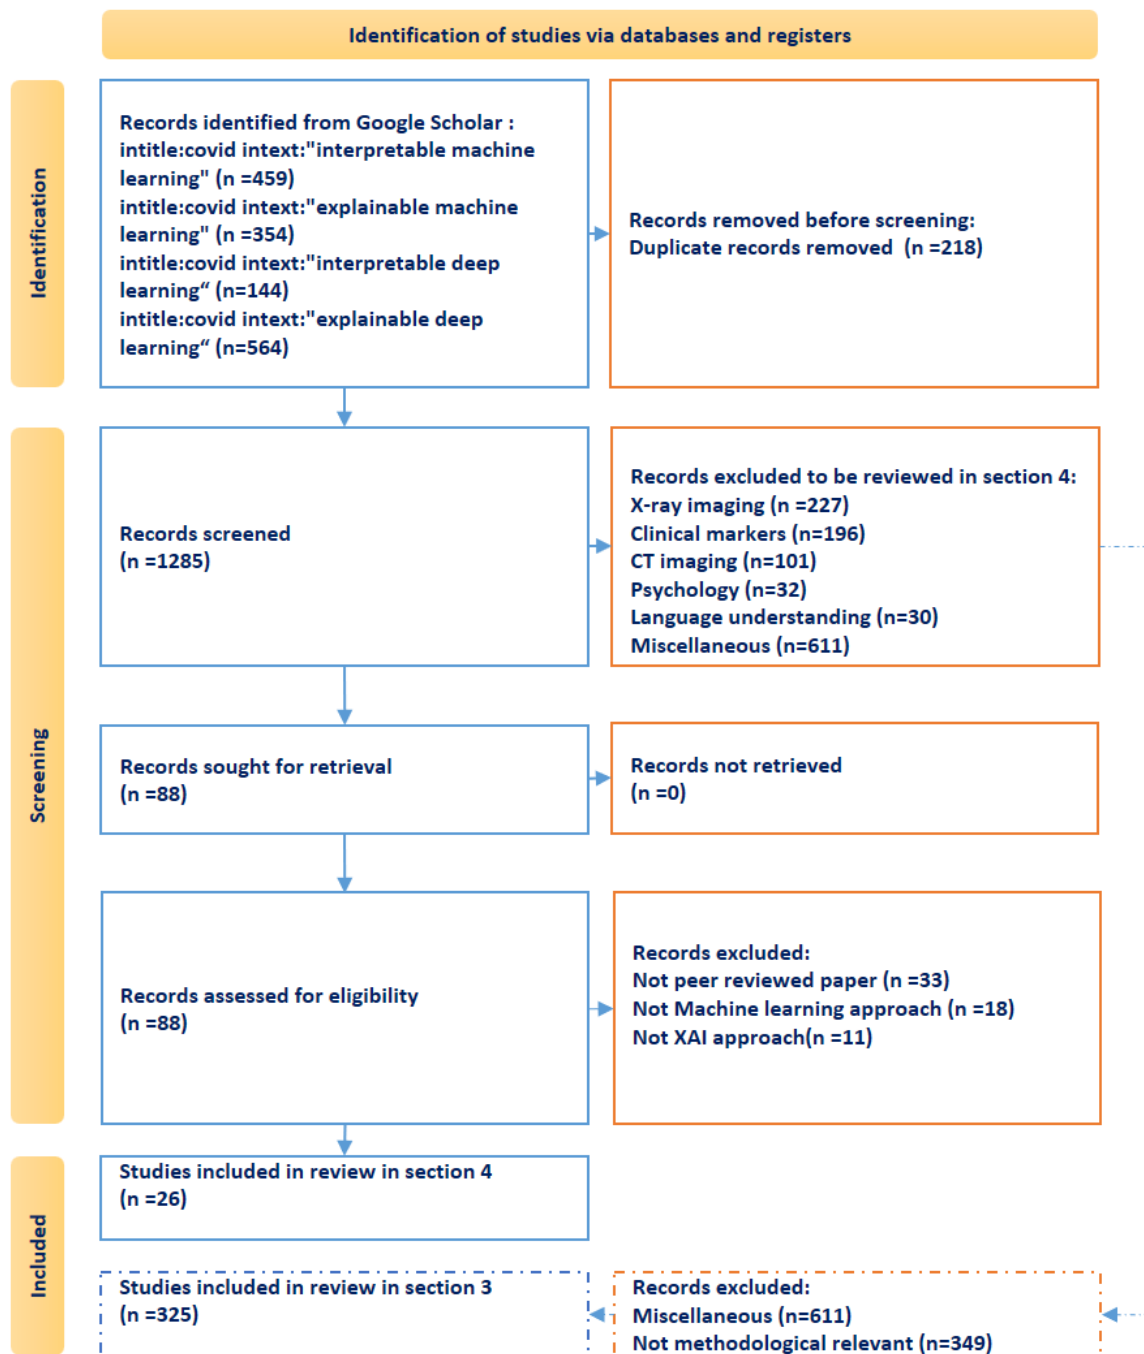 Identification of studies via databases and registers
Identification
Records identified from Google Scholar :
intitle:covid intext:"interpretable machine
learning" (n =459)
intitle:covid intext:"explainable machine
learning" (n =354)
intitle:covid intext:"interpretable deep
learning“ (n=144)
intitle:covid intext:"explainable deep
learning“ (n=564)
Records removed before screening:
Duplicate records removed  (n =218)
Screening
Records screened
(n =1285)
Records excluded to be reviewed in section 4:
X-ray imaging (n =227)
Clinical markers (n=196)
CT imaging (n=101)
Psychology (n=32)
Language understanding (n=30)
Miscellaneous (n=611)
Records sought for retrieval
(n =88)
Records not retrieved
(n =0)
Records assessed for eligibility
(n =88)
Records excluded:
Not peer reviewed paper (n =33)
Not Machine learning approach (n =18)
Not XAI approach(n =11)
Included
Studies included in review in section 4
(n =26)
Studies included in review in section 3
(n =325)
Records excluded:
Miscellaneous (n=611)
Not methodological relevant (n=349)